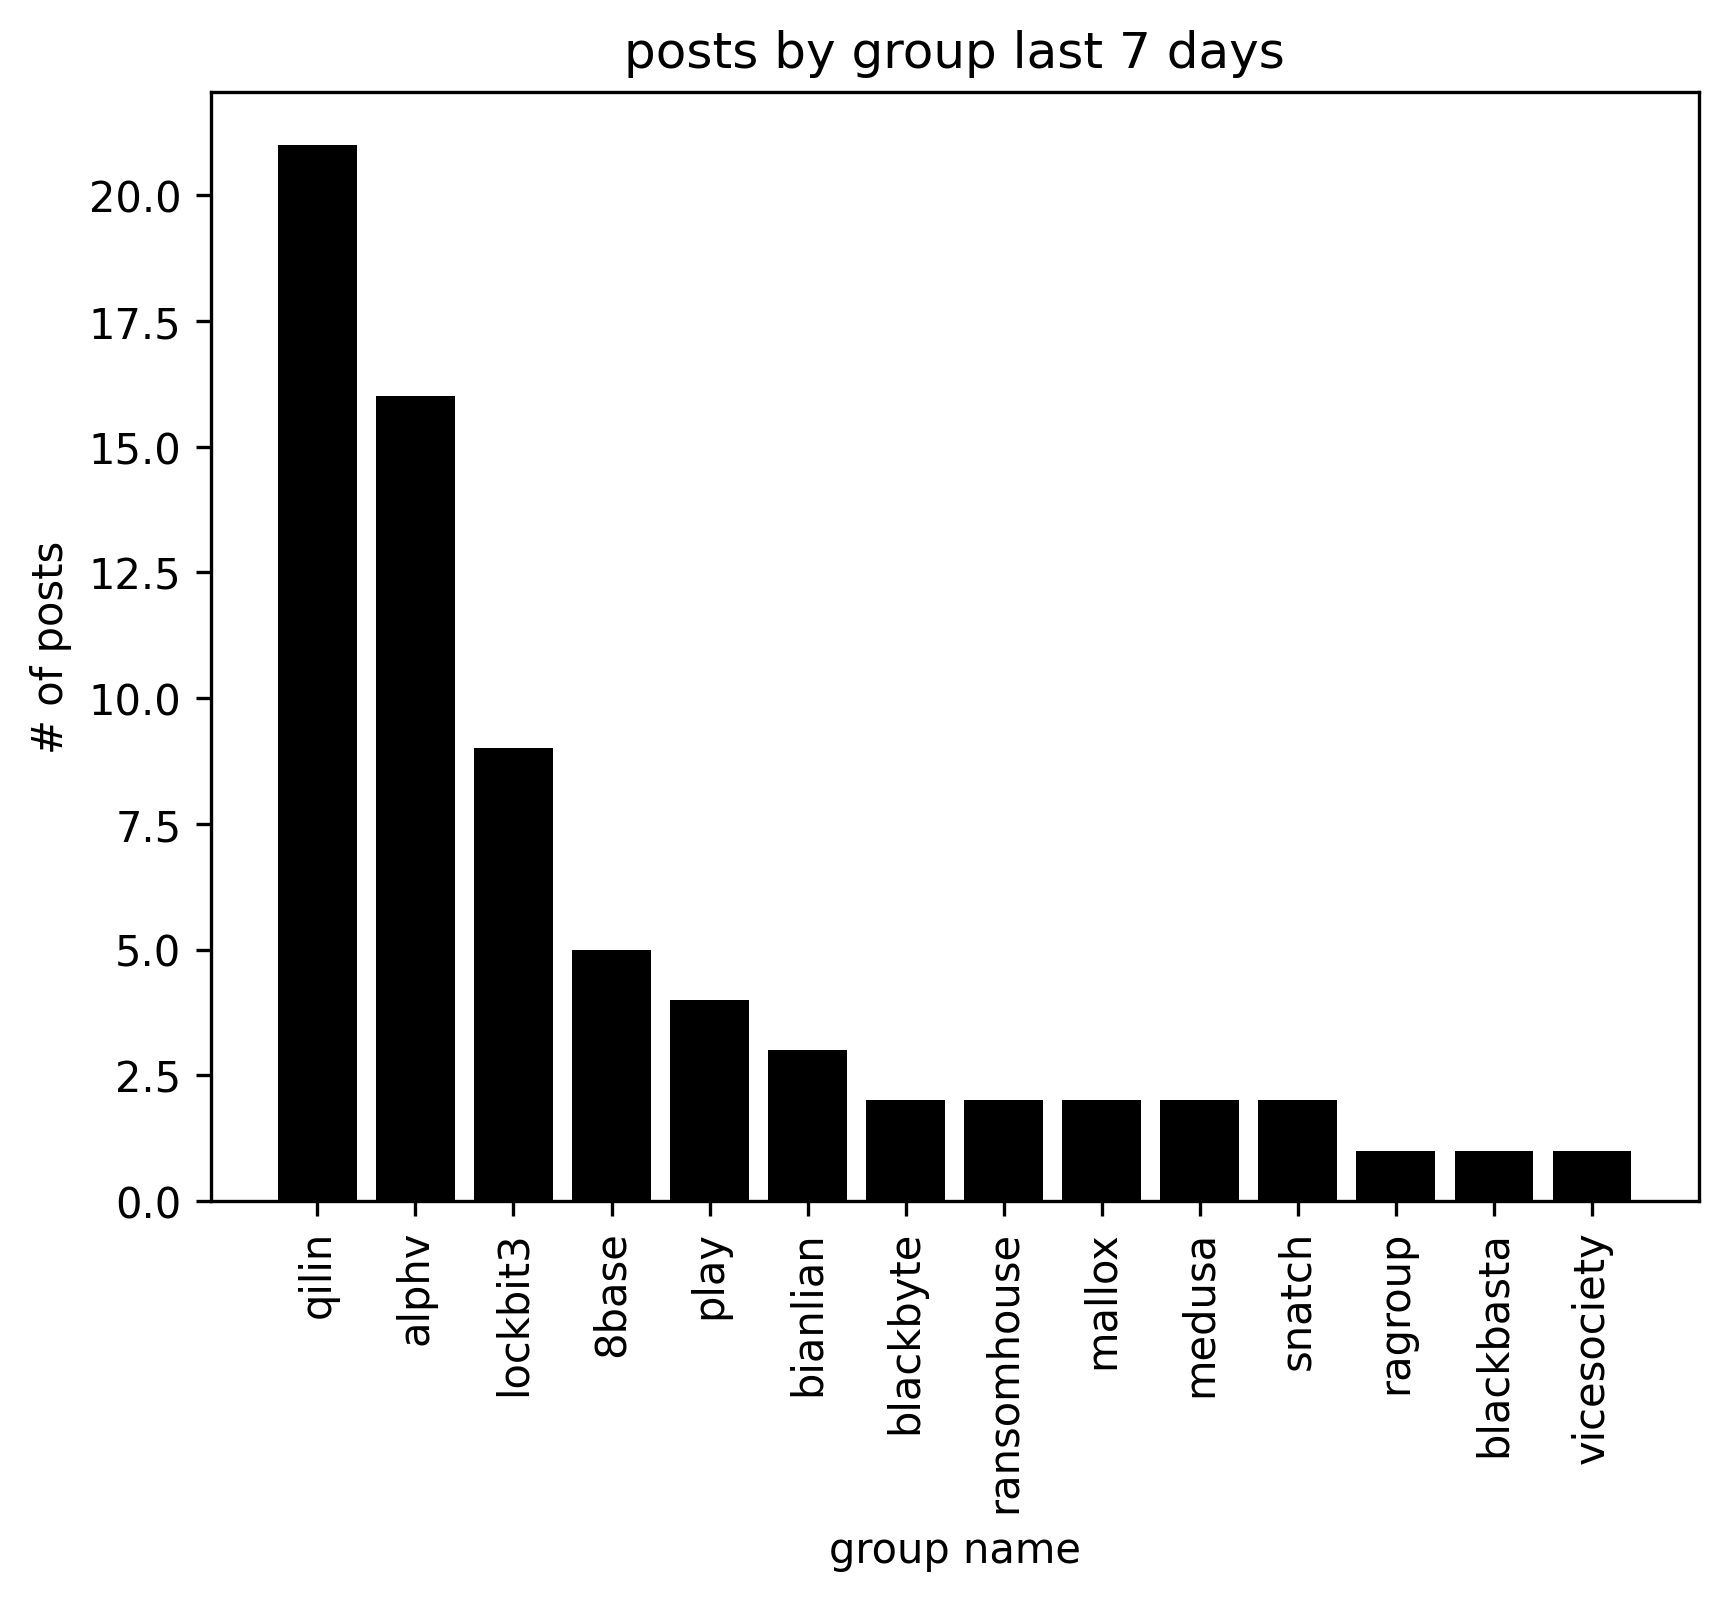 posts by group last 7 days
# of posts
20.0
17.5
15.0
12.5
10.0
7.5
5.0
2.5
0.0
qilin
alphv
lockbit3
8base
play
bianlian
blackbyte
ransomhouse
mallox
medusa
snatch
ragroup
blackbasta
vicesociety
group name